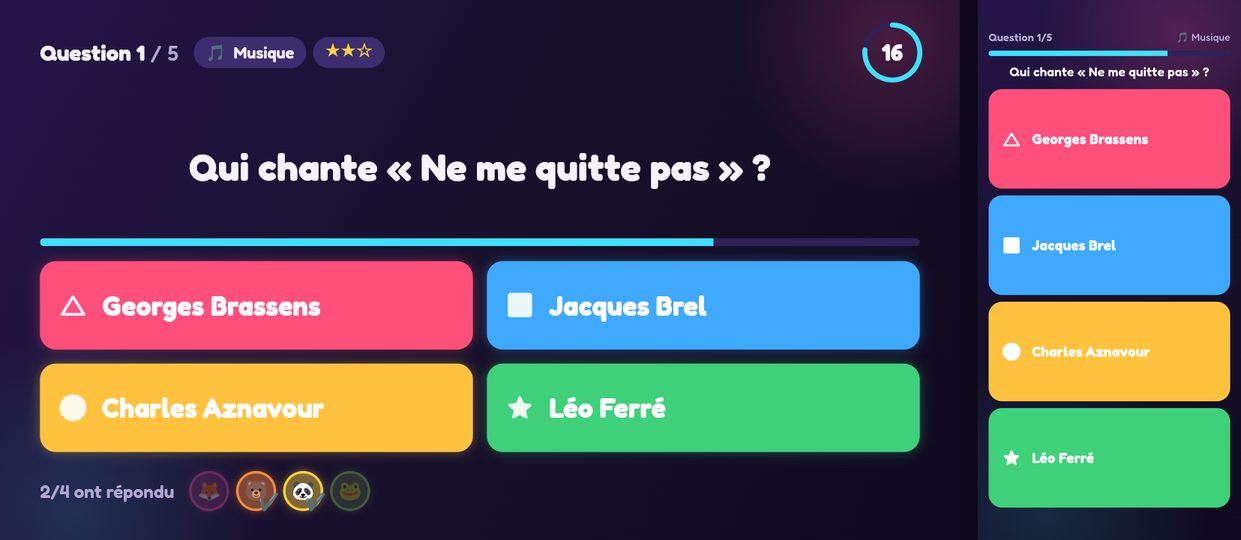 Question 1 / 5
Musique
★★☆
16
Qui chante « Ne me quitte pas » ?
Georges Brassens
Jacques Brel
Charles Aznavour
Léo Ferré
2/4 ont répondu
Question 1/5
Musique
Qui chante « Ne me quitte pas » ?
Georges Brassens
Jacques Brel
Charles Aznavour
Léo Ferré